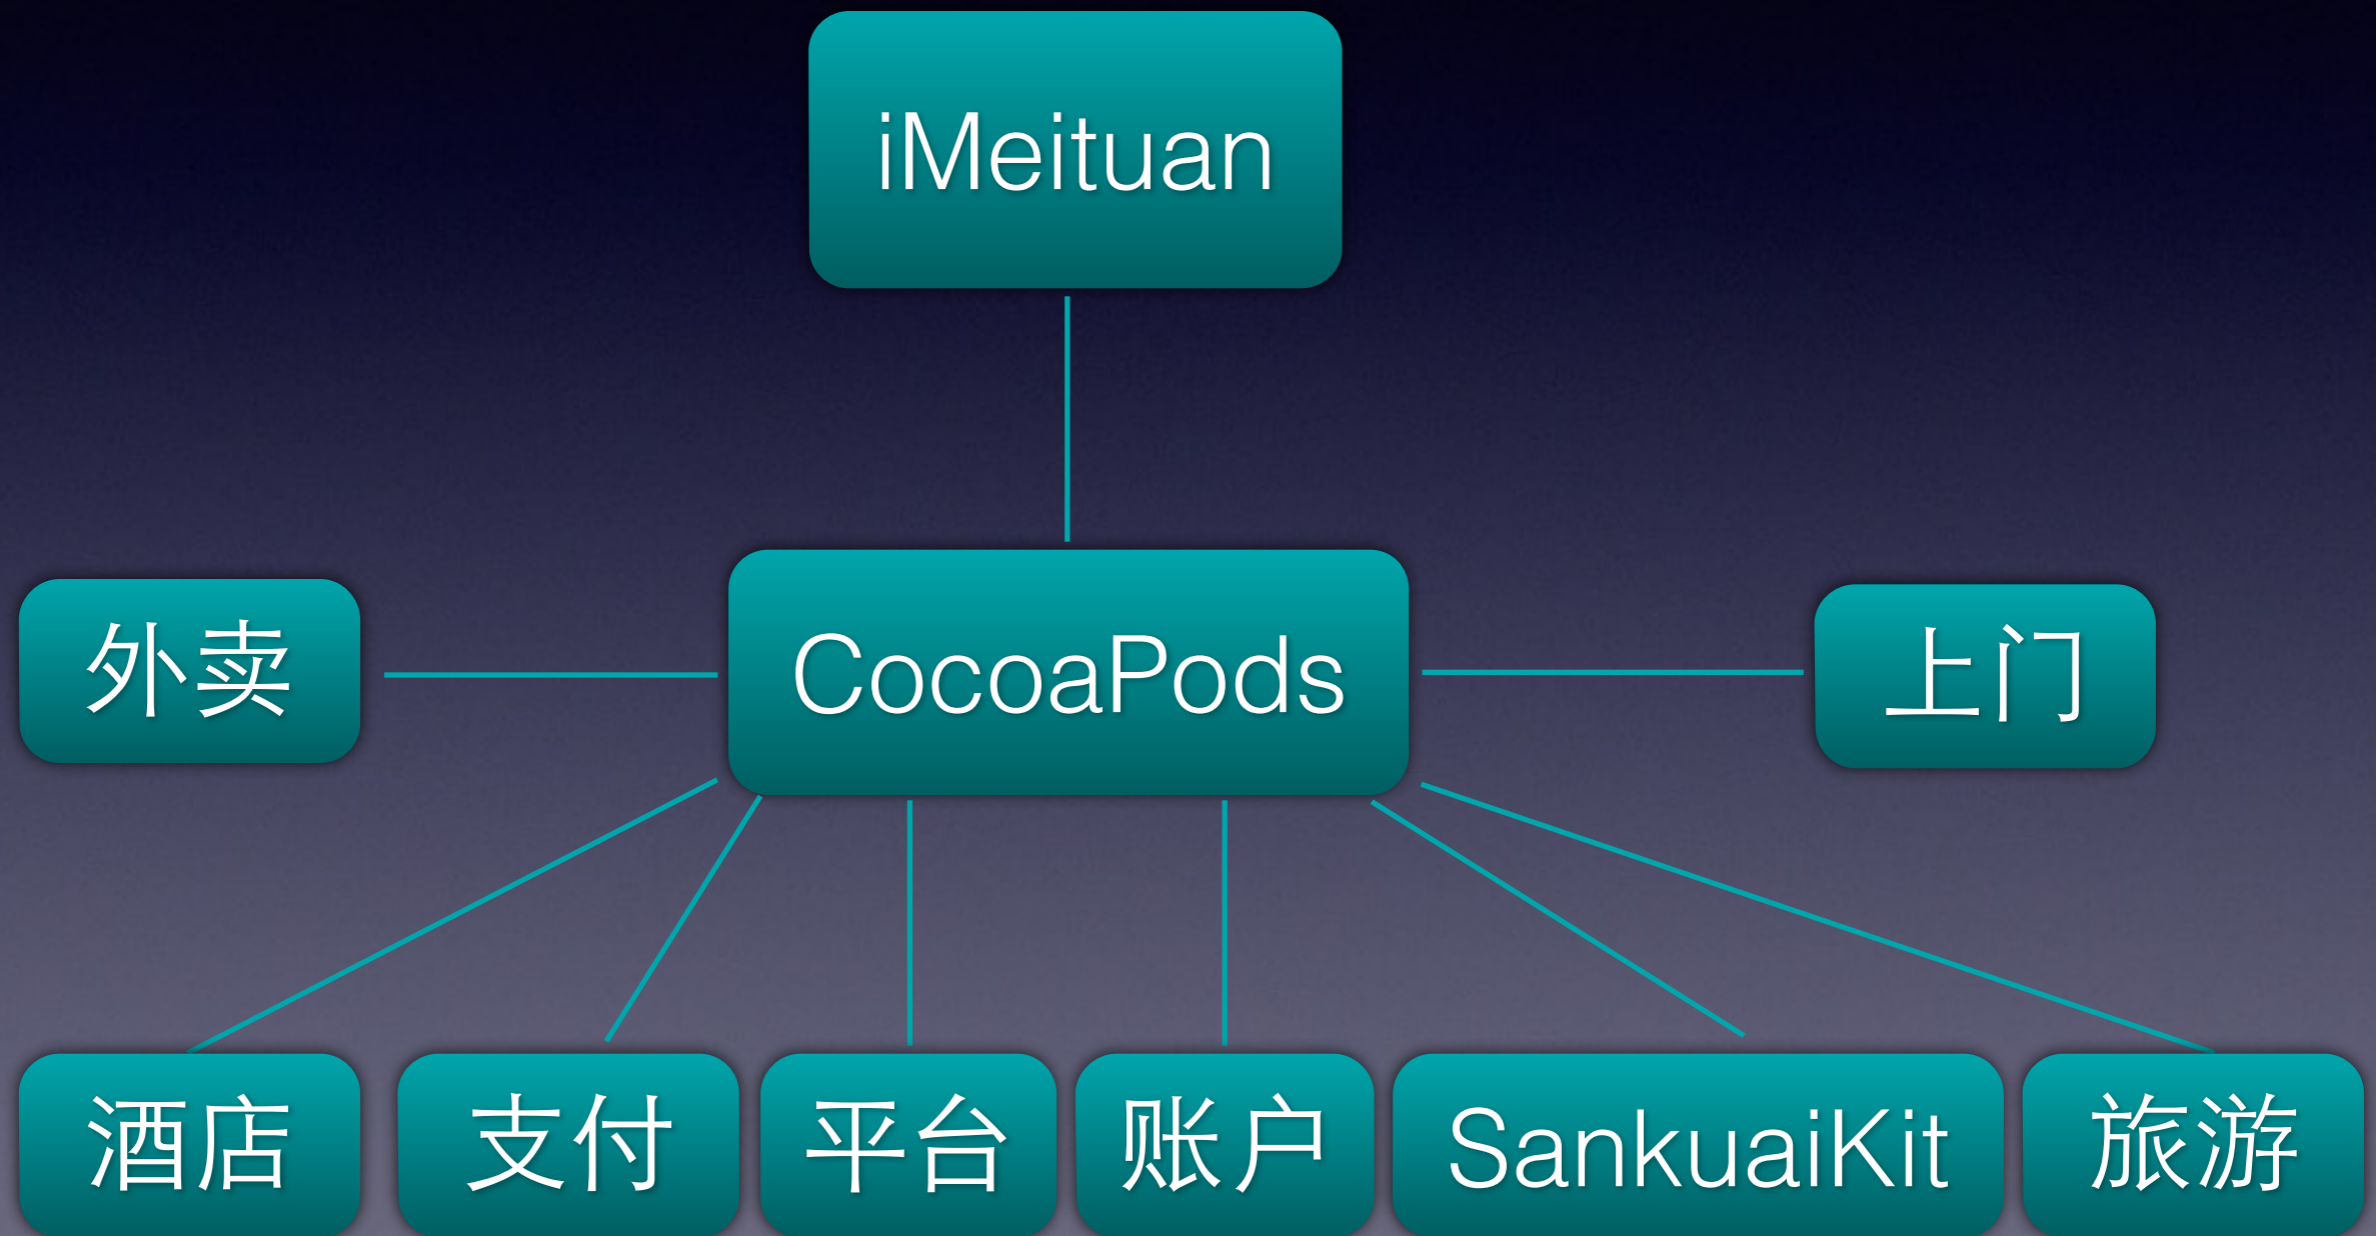 iMeituan
外卖
CocoaPods
上门
酒店
支付
平台
账户
SankuaiKit
旅游